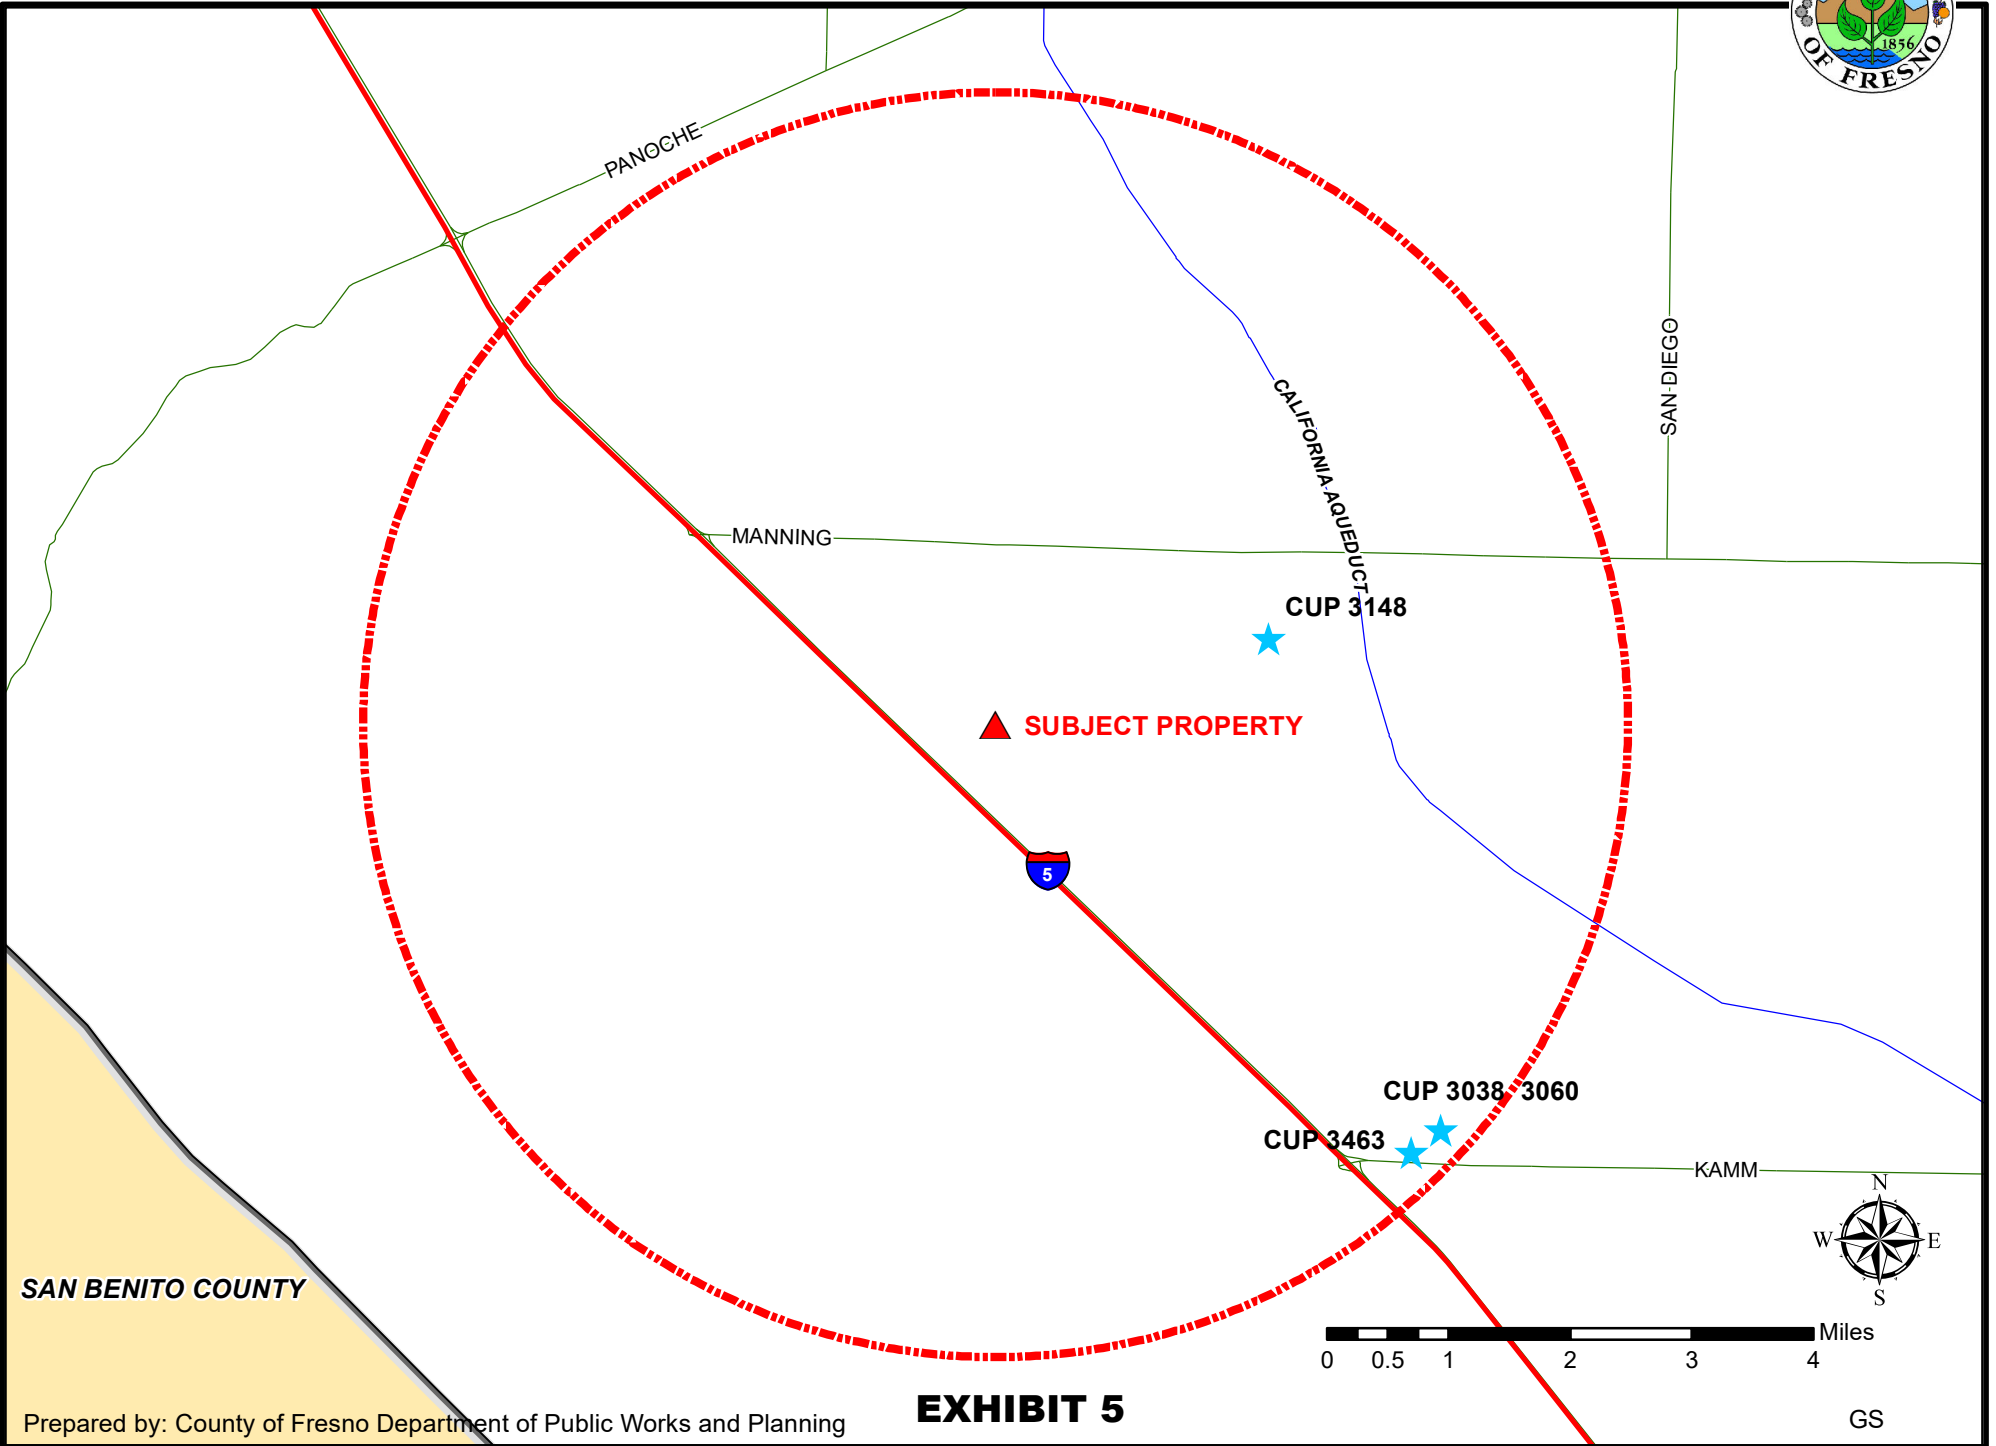 1856
OF FRESNO
PANOCHE
SAN DIEGO
CALIFORNIA AQUEDUCT
MANNING
CUP 3148
SUBJECT PROPERTY
5
CUP 3038 3060
CUP 3463
KAMM
N
W E
S
SAN BENITO COUNTY
Miles
0 0.5 1 2 3 4
EXHIBIT 5
Prepared by: County of Fresno Department of Public Works and Planning
GS